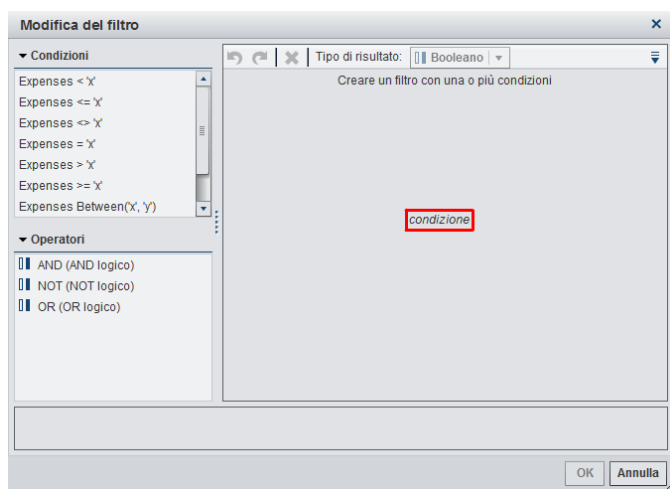 Modifica del filtro
Condizioni
Expenses < 'x'
Expenses <= 'x'
Expenses <> 'x'
Expenses = 'x'
Expenses > 'x'
Expenses >= 'x'
Expenses Between('x', 'y')
Operatori
AND (AND logico)
NOT (NOT logico)
OR (OR logico)
Tipo di risultato: Booleano
Creare un filtro con una o più condizioni
condizione
OK Annulla